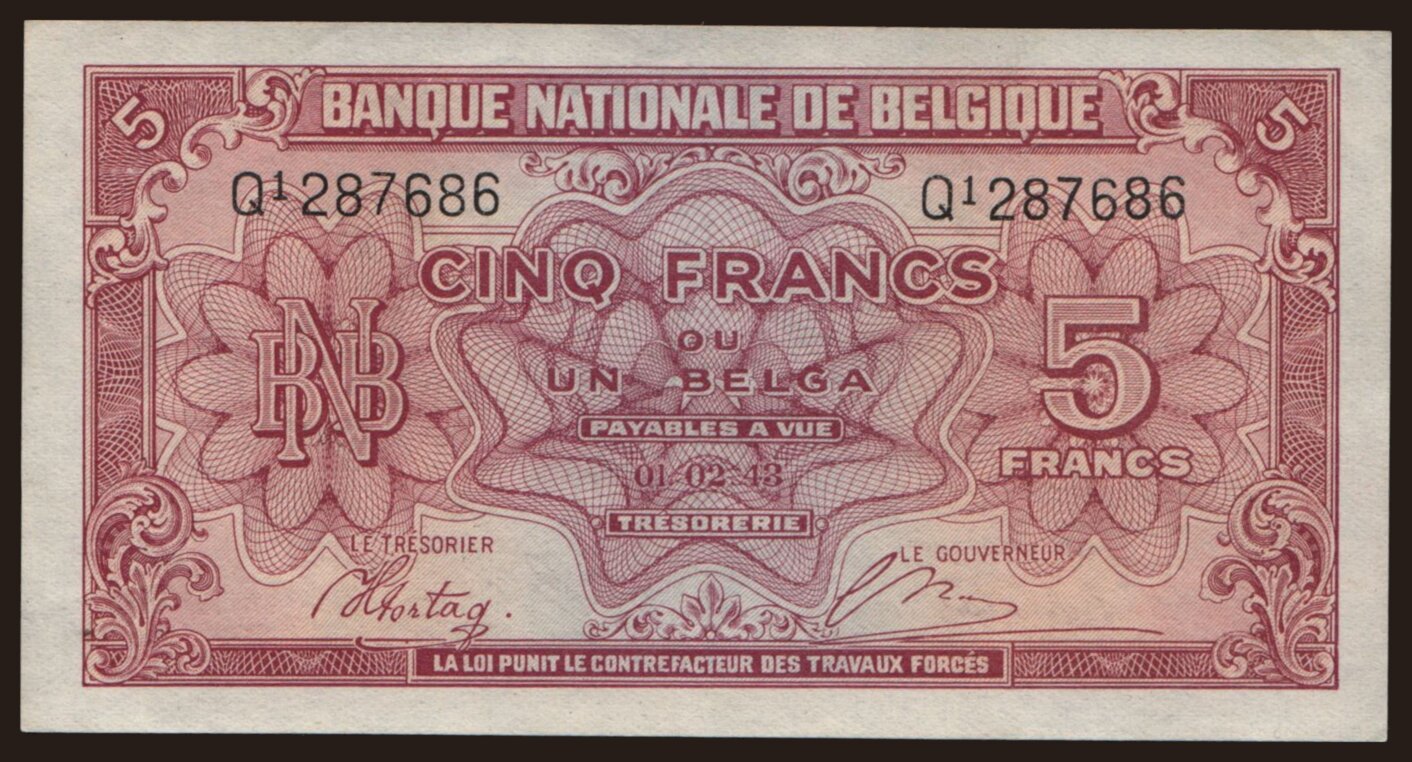 5 BANQUE NATIONALE DE BELGIQUE 5
Q1287686 Q1287686
CINQ FRANCS
OU
UN BELGA
BNB 5
PAYABLES A VUE
FRANCS
01·02·43
TRÉSORERIE
LE TRÉSORIER LE GOUVERNEUR
LA LOI PUNIT LE CONTREFACTEUR DES TRAVAUX FORCÉS